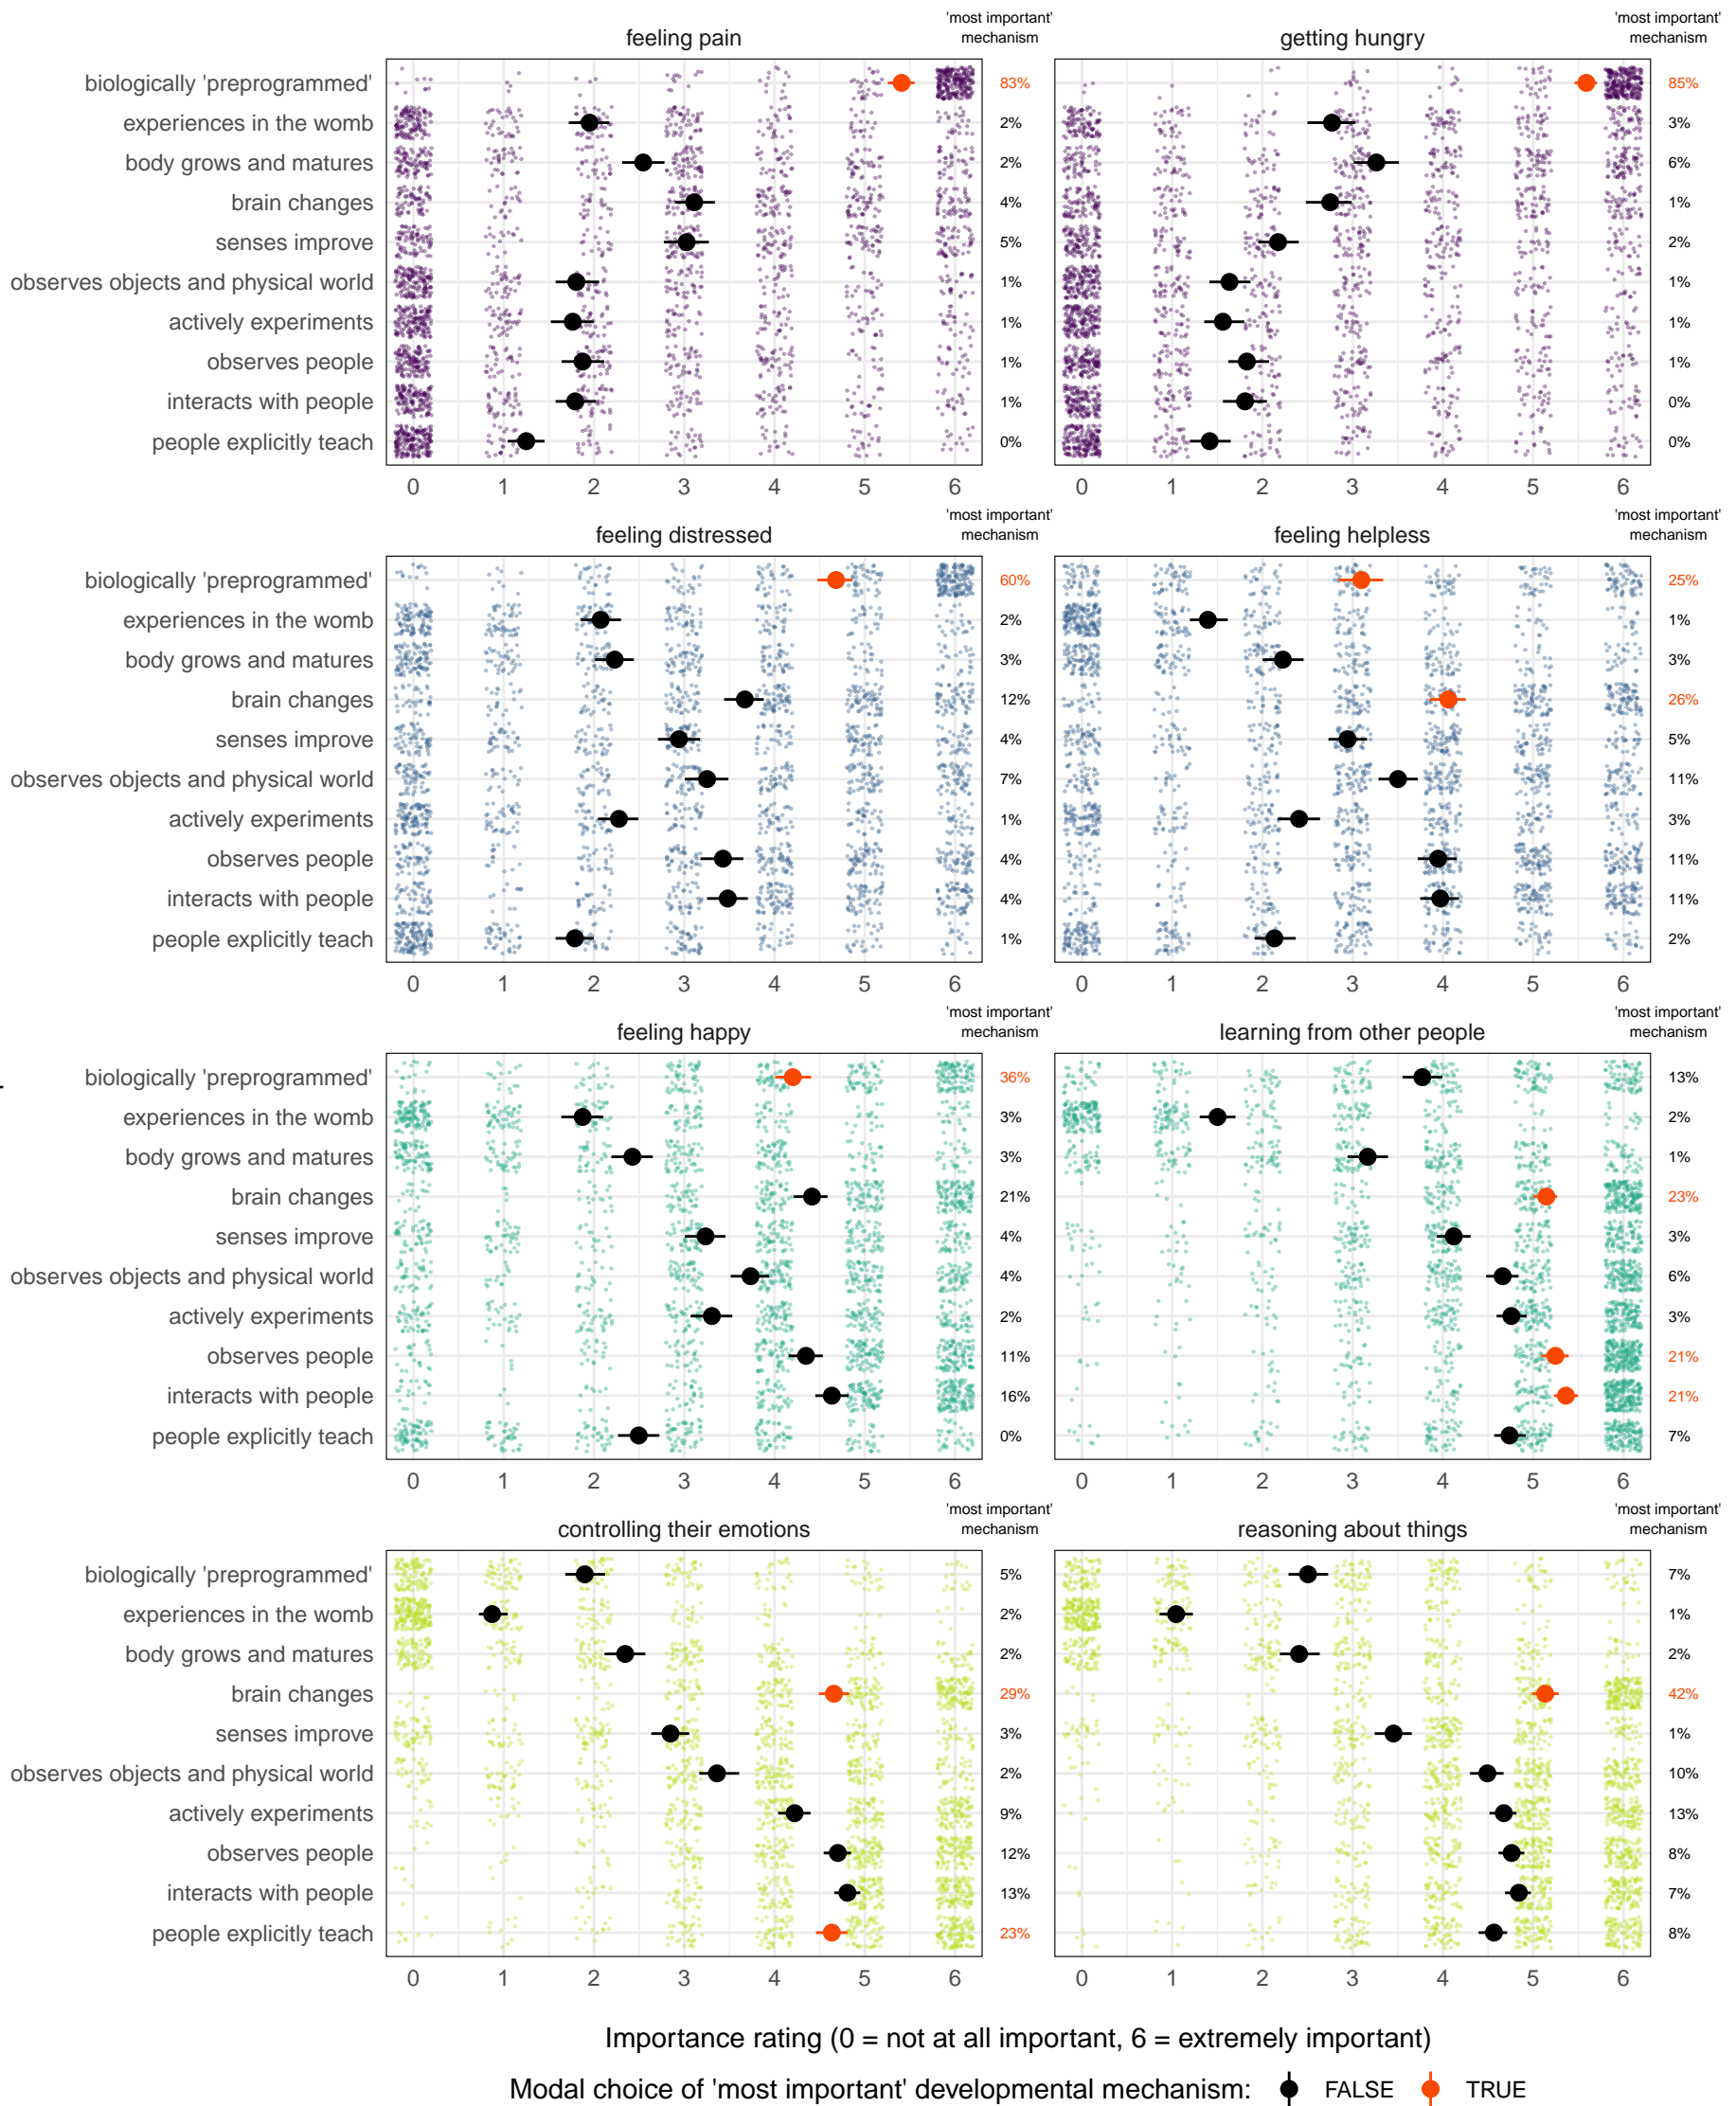 'most important'
mechanism
'most important'
mechanism
feeling pain
getting hungry
biologically 'preprogrammed' 83% 85%
experiences in the womb 2% 3%
body grows and matures 2% 6%
brain changes 4% 1%
senses improve 5% 2%
observes objects and physical world 1% 1%
actively experiments 1% 1%
observes people 1% 1%
interacts with people 1% 0%
people explicitly teach 0% 0%
0 1 2 3 4 5 6 0 1 2 3 4 5 6
'most important'
mechanism
'most important'
mechanism
feeling distressed
feeling helpless
biologically 'preprogrammed' 60% 25%
experiences in the womb 2% 1%
body grows and matures 3% 3%
brain changes 12% 26%
senses improve 4% 5%
observes objects and physical world 7% 11%
actively experiments 1% 3%
observes people 4% 11%
interacts with people 4% 11%
people explicitly teach 1% 2%
0 1 2 3 4 5 6 0 1 2 3 4 5 6
'most important'
mechanism
'most important'
mechanism
feeling happy
learning from other people
biologically 'preprogrammed' 36% 13%
experiences in the womb 3% 2%
body grows and matures 3% 1%
brain changes 21% 23%
senses improve 4% 3%
observes objects and physical world 4% 6%
actively experiments 2% 3%
observes people 11% 21%
interacts with people 16% 21%
people explicitly teach 0% 7%
0 1 2 3 4 5 6 0 1 2 3 4 5 6
'most important'
mechanism
'most important'
mechanism
controlling their emotions
reasoning about things
biologically 'preprogrammed' 5% 7%
experiences in the womb 2% 1%
body grows and matures 2% 2%
brain changes 29% 42%
senses improve 3% 1%
observes objects and physical world 2% 10%
actively experiments 9% 13%
observes people 12% 8%
interacts with people 13% 7%
people explicitly teach 23% 8%
0 1 2 3 4 5 6 0 1 2 3 4 5 6
Importance rating (0 = not at all important, 6 = extremely important)
Modal choice of 'most important' developmental mechanism: FALSE TRUE